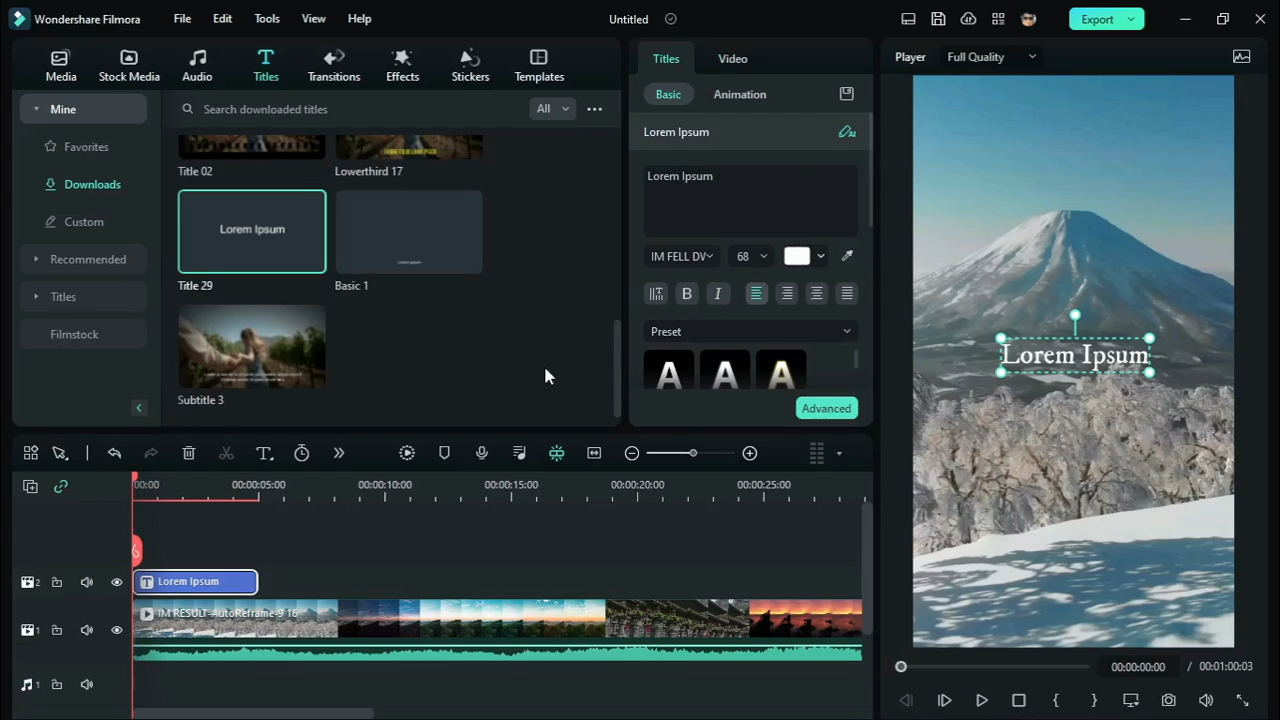 Wondershare Filmora
File
Edit
Tools
View
Help
Untitled
Export
Media
Stock Media
Audio
Titles
Transitions
Effects
Stickers
Templates
Mine
Favorites
Downloads
Custom
Recommended
Titles
Filmstock
Search downloaded titles
All
Title 02
Lowerthird 17
Lorem Ipsum
Title 29
Basic 1
Subtitle 3
Titles
Video
Basic
Animation
Lorem Ipsum
AI
Lorem Ipsum
IM FELL DV
68
B
I
Preset
A
A
A
Advanced
Player
Full Quality
Lorem Ipsum
00:00:00:00
/
00:01:00:03
:00:00
00:00:05:00
00:00:10:00
00:00:15:00
00:00:20:00
00:00:25:00
2
T
Lorem Ipsum
1
IM RESULT-AutoReframe-9 16
1